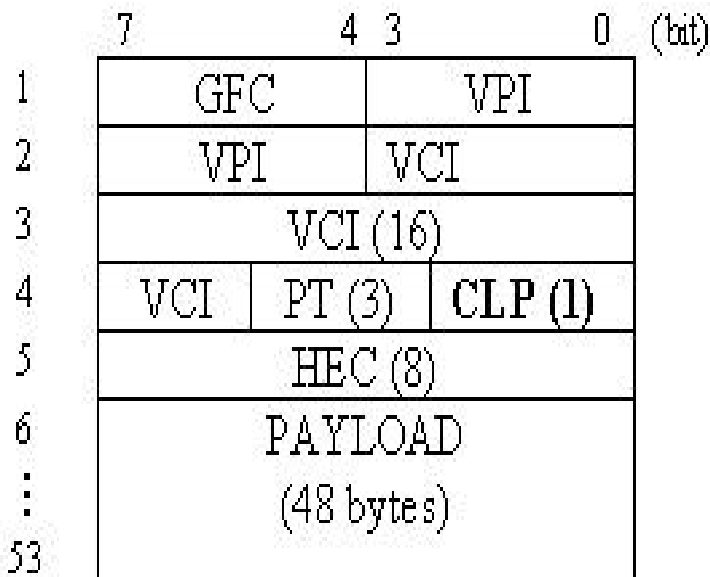 7 4 3 0 (bit)
1 GFC VPI
2 VPI VCI
3 VCI (16)
4 VCI PT (3) CLP (1)
5 HEC (8)
6 PAYLOAD
⋮ (48 bytes)
53